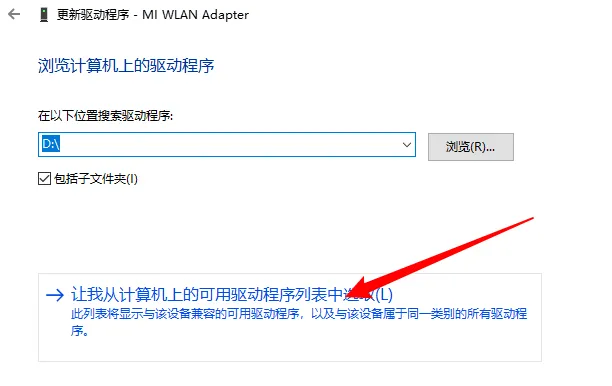 更新驱动程序 - MI WLAN Adapter
浏览计算机上的驱动程序
在以下位置搜索驱动程序:
D:\
浏览(R)...
包括子文件夹(I)
让我从计算机上的可用驱动程序列表中选取(L)
此列表将显示与该设备兼容的可用驱动程序，以及与该设备属于同一类别的所有驱动程
序。